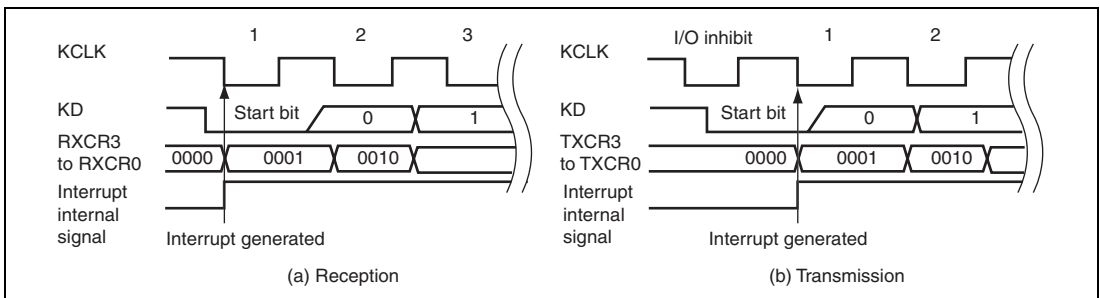 1 2 3
KCLK
KD
Start bit 0 1
RXCR3
to RXCR0
0000 0001 0010
Interrupt
internal
signal
Interrupt generated
(a) Reception
I/O inhibit 1 2
KCLK
KD
Start bit 0 1
TXCR3
to TXCR0
0000 0001 0010
Interrupt
internal
signal
Interrupt generated
(b) Transmission